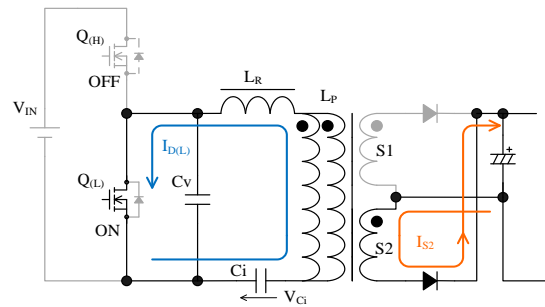 Q(H)
OFF
LR
LP
VIN
ID(L)
S1
+
Q(L)
Cv
ON
S2
IS2
Ci
VCi